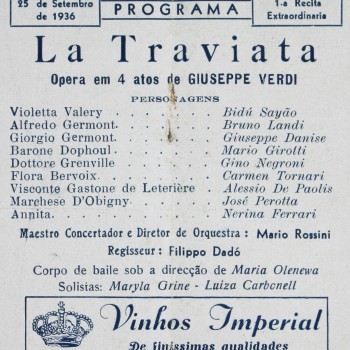 25 de Setembro
de 1936
PROGRAMA
1.a Recita
Extraordinaria
La Traviata
Opera em 4 atos de GIUSEPPE VERDI
PERSONAGENS
Violetta Valery . . . . . . Bidú Sayão
Alfredo Germont. . . . . . Bruno Landi
Giorgio Germont. . . . . . Giuseppe Danise
Barone Dophoul . . . . . . Mario Girotti
Dottore Grenville . . . . . . Gino Negroni
Flora Bervoix . . . . . . Carmen Tornari
Visconte Gastone de Leterière . . Alessio De Paolis
Marchese D'Obigny . . . . . José Perotta
Annita. . . . . . . . Nerina Ferrari
Maestro Concertador e Diretor de Orquestra : Mario Rossini
Regisseur : Filippo Dadó
Corpo de baile sob a direcção de Maria Olenewa
Solisias: Maryla Grine - Luiza Carbonell
Vinhos Imperial
De finissimas qualidades